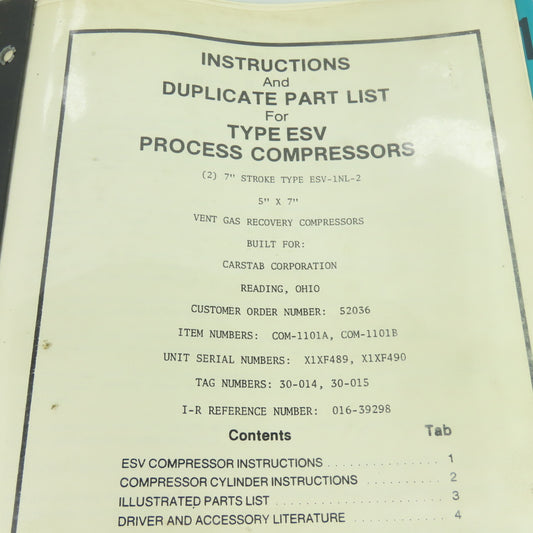 INSTRUCTIONS
And
DUPLICATE PART LIST
For
TYPE ESV
PROCESS COMPRESSORS
(2) 7" STROKE TYPE ESV-1NL-2
5" X 7"
VENT GAS RECOVERY COMPRESSORS
BUILT FOR:
CARSTAB CORPORATION
READING, OHIO
CUSTOMER ORDER NUMBER: 52036
ITEM NUMBERS: COM-1101A, COM-1101B
UNIT SERIAL NUMBERS: X1XF489, X1XF490
TAG NUMBERS: 30-014, 30-015
I-R REFERENCE NUMBER: 016-39298
Contents Tab
ESV COMPRESSOR INSTRUCTIONS . . . . . . . . . . . . . 1
COMPRESSOR CYLINDER INSTRUCTIONS . . . . . . . 2
ILLUSTRATED PARTS LIST . . . . . . . . . . . . . . . . . . 3
DRIVER AND ACCESSORY LITERATURE . . . . . . . . . . 4